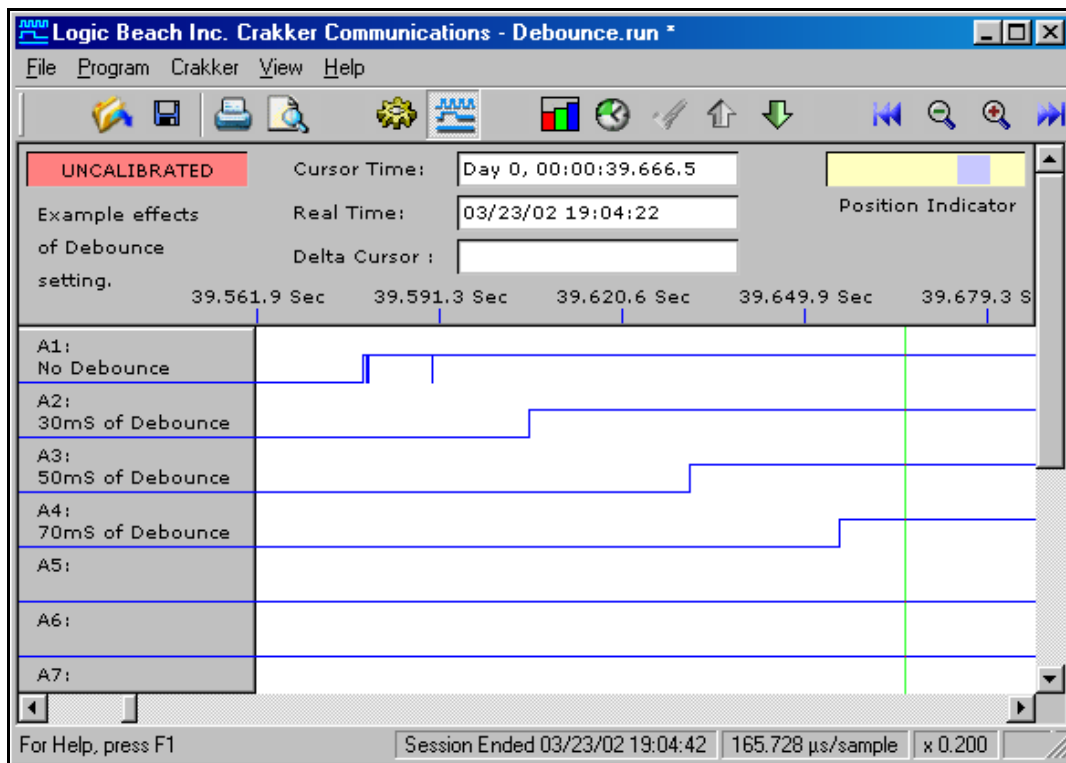 Logic Beach Inc. Crakker Communications - Debounce.run *
File Program Crakker View Help
UNCALIBRATED
Example effects
of Debounce
setting.
Cursor Time: Day 0, 00:00:39.666.5
Real Time: 03/23/02 19:04:22
Delta Cursor :
Position Indicator
39.561.9 Sec 39.591.3 Sec 39.620.6 Sec 39.649.9 Sec 39.679.3 S
A1:
No Debounce
A2:
30mS of Debounce
A3:
50mS of Debounce
A4:
70mS of Debounce
A5:
A6:
A7:
For Help, press F1 Session Ended 03/23/02 19:04:42 165.728 µs/sample x 0.200